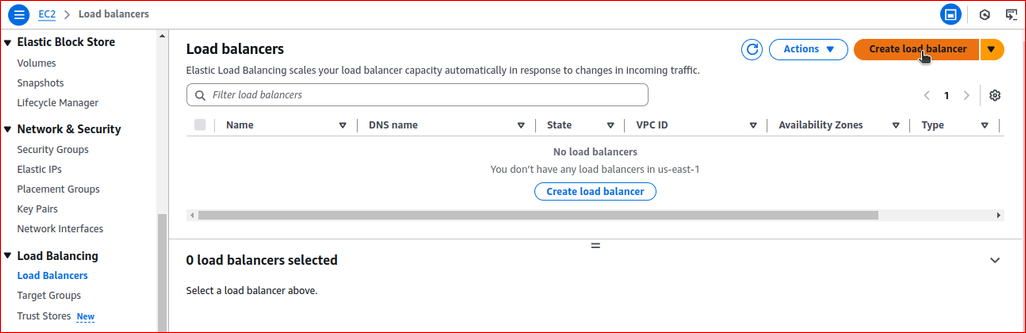 EC2 > Load balancers
Elastic Block Store
Volumes
Snapshots
Lifecycle Manager
Network & Security
Security Groups
Elastic IPs
Placement Groups
Key Pairs
Network Interfaces
Load Balancing
Load Balancers
Target Groups
Trust Stores New
Load balancers
Actions
Create load balancer
Elastic Load Balancing scales your load balancer capacity automatically in response to changes in incoming traffic.
Filter load balancers
1
Name DNS name State VPC ID Availability Zones Type
No load balancers
You don't have any load balancers in us-east-1
Create load balancer
0 load balancers selected
Select a load balancer above.